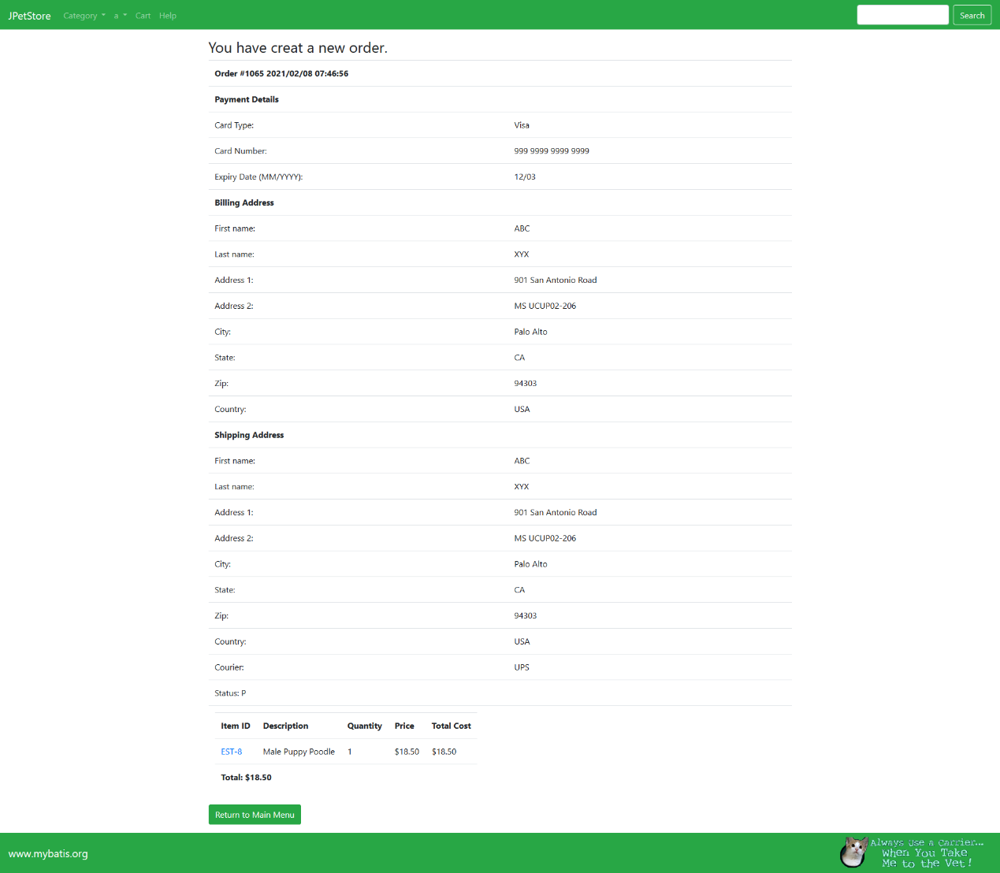 JPetStore Category a Cart Help Search
You have creat a new order.
Order #1065 2021/02/08 07:46:56
Payment Details
Card Type: Visa
Card Number: 999 9999 9999 9999
Expiry Date (MM/YYYY): 12/03
Billing Address
First name: ABC
Last name: XYX
Address 1: 901 San Antonio Road
Address 2: MS UCUP02-206
City: Palo Alto
State: CA
Zip: 94303
Country: USA
Shipping Address
First name: ABC
Last name: XYX
Address 1: 901 San Antonio Road
Address 2: MS UCUP02-206
City: Palo Alto
State: CA
Zip: 94303
Country: USA
Courier: UPS
Status: P
Item ID Description Quantity Price Total Cost
EST-8 Male Puppy Poodle 1 $18.50 $18.50
Total: $18.50
Return to Main Menu
www.mybatis.org
Always Use a Carrier...
When You Take
Me to the Vet!